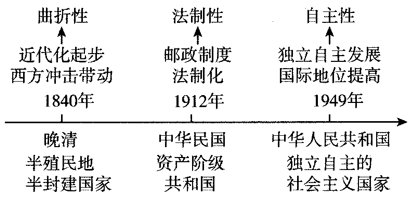 曲折性 法制性 自主性
近代化起步 邮政制度 独立自主发展
西方冲击带动 法制化 国际地位提高
1840年 1912年 1949年
晚清 中华民国 中华人民共和国
半殖民地 资产阶级 独立自主的
半封建国家 共和国 社会主义国家